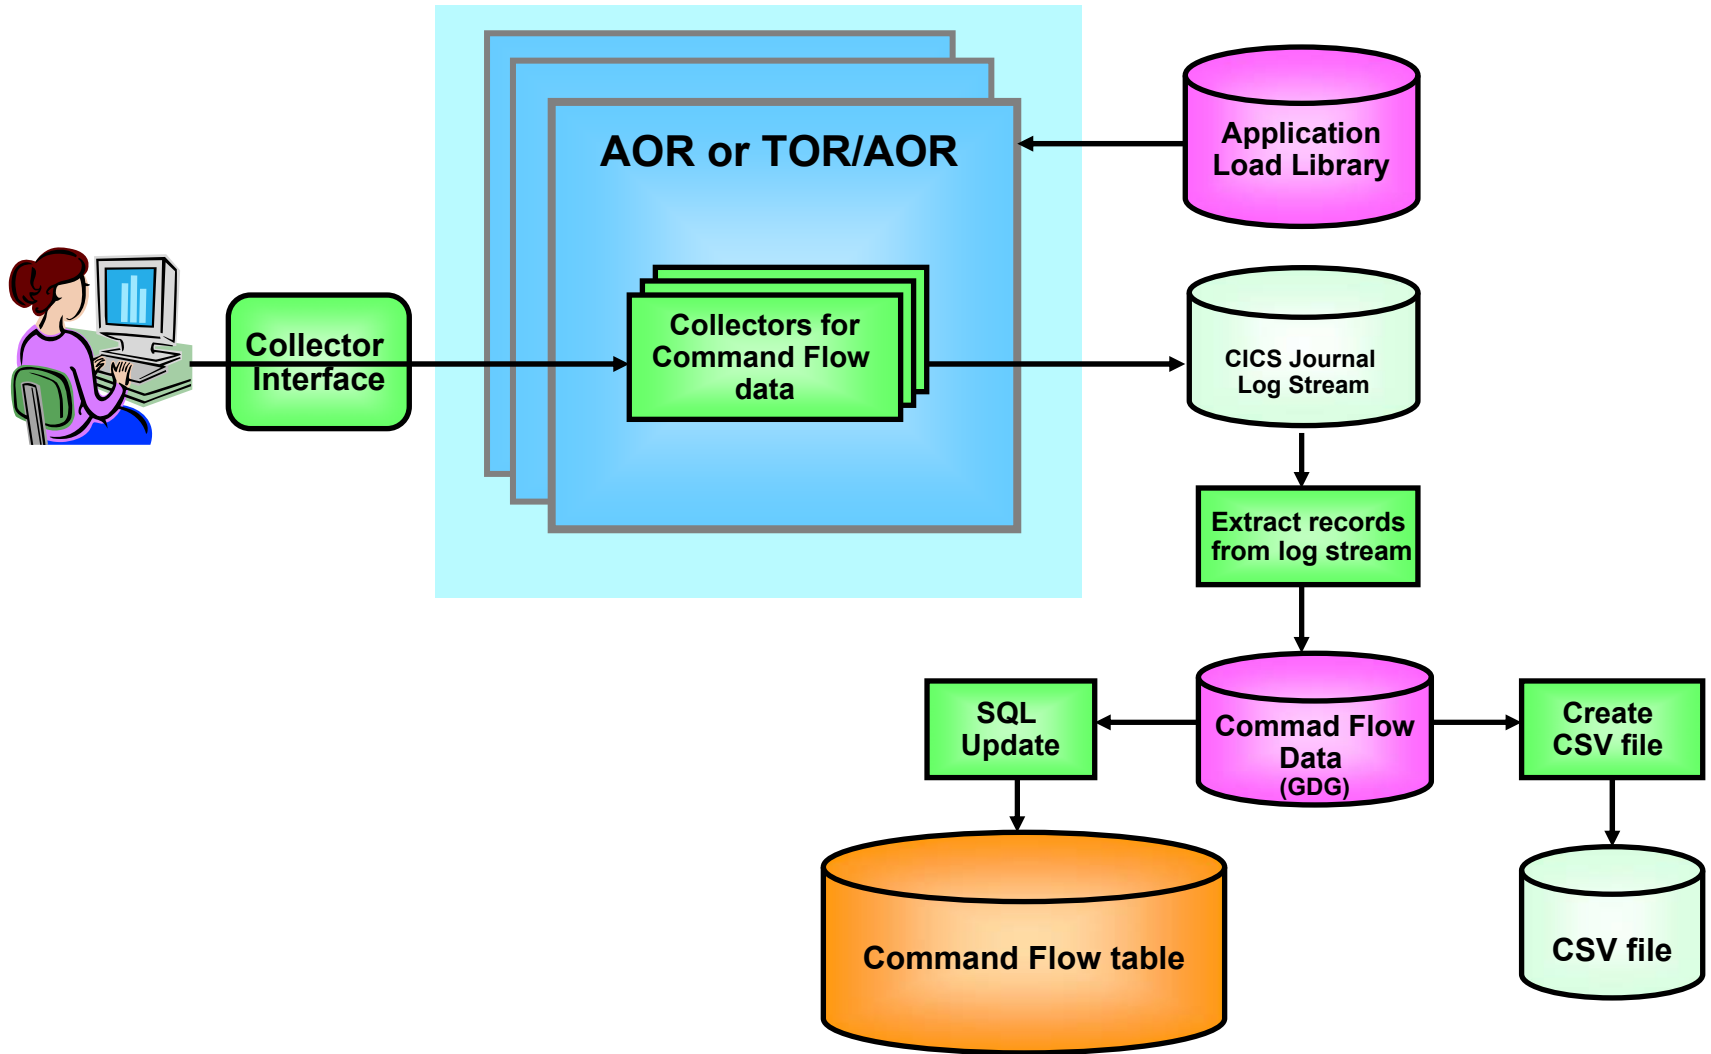 AOR or TOR/AOR
Application
Load Library
Collector
Interface
Collectors for
Command Flow
data
CICS Journal
Log Stream
Extract records
from log stream
SQL
Update
Commad Flow
Data
(GDG)
Create
CSV file
Command Flow table
CSV file